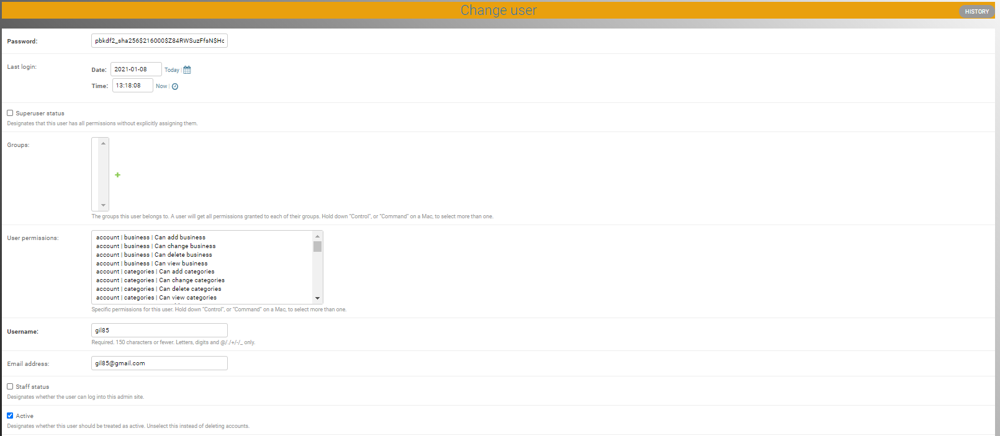 Change user
HISTORY
Password: pbkdf2_sha256$216000$Z84RWSuzFfsN$Hc
Last login:
Date: 2021-01-08 Today |
Time: 13:18:08 Now |
Superuser status
Designates that this user has all permissions without explicitly assigning them.
Groups:
The groups this user belongs to. A user will get all permissions granted to each of their groups. Hold down “Control”, or “Command” on a Mac, to select more than one.
User permissions:
account | business | Can add business
account | business | Can change business
account | business | Can delete business
account | business | Can view business
account | categories | Can add categories
account | categories | Can change categories
account | categories | Can delete categories
account | categories | Can view categories
Specific permissions for this user. Hold down “Control”, or “Command” on a Mac, to select more than one.
Username: gil85
Required. 150 characters or fewer. Letters, digits and @/./+/-/_ only.
Email address: gil85@gmail.com
Staff status
Designates whether the user can log into this admin site.
Active
Designates whether this user should be treated as active. Unselect this instead of deleting accounts.